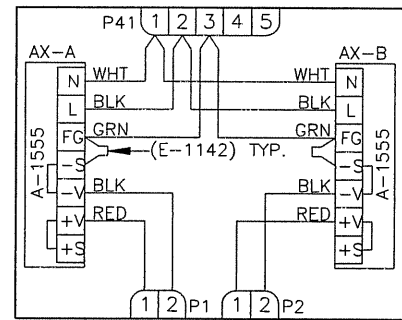 P41 1 2 3 4 5
AX-A AX-B
N WHT WHT N
L BLK BLK L
FG GRN GRN FG
A-1555 (E--1142) TYP. A-1555
-S -S
-V BLK BLK -V
+V RED RED +V
+S +S
1 2 P1 1 2 P2